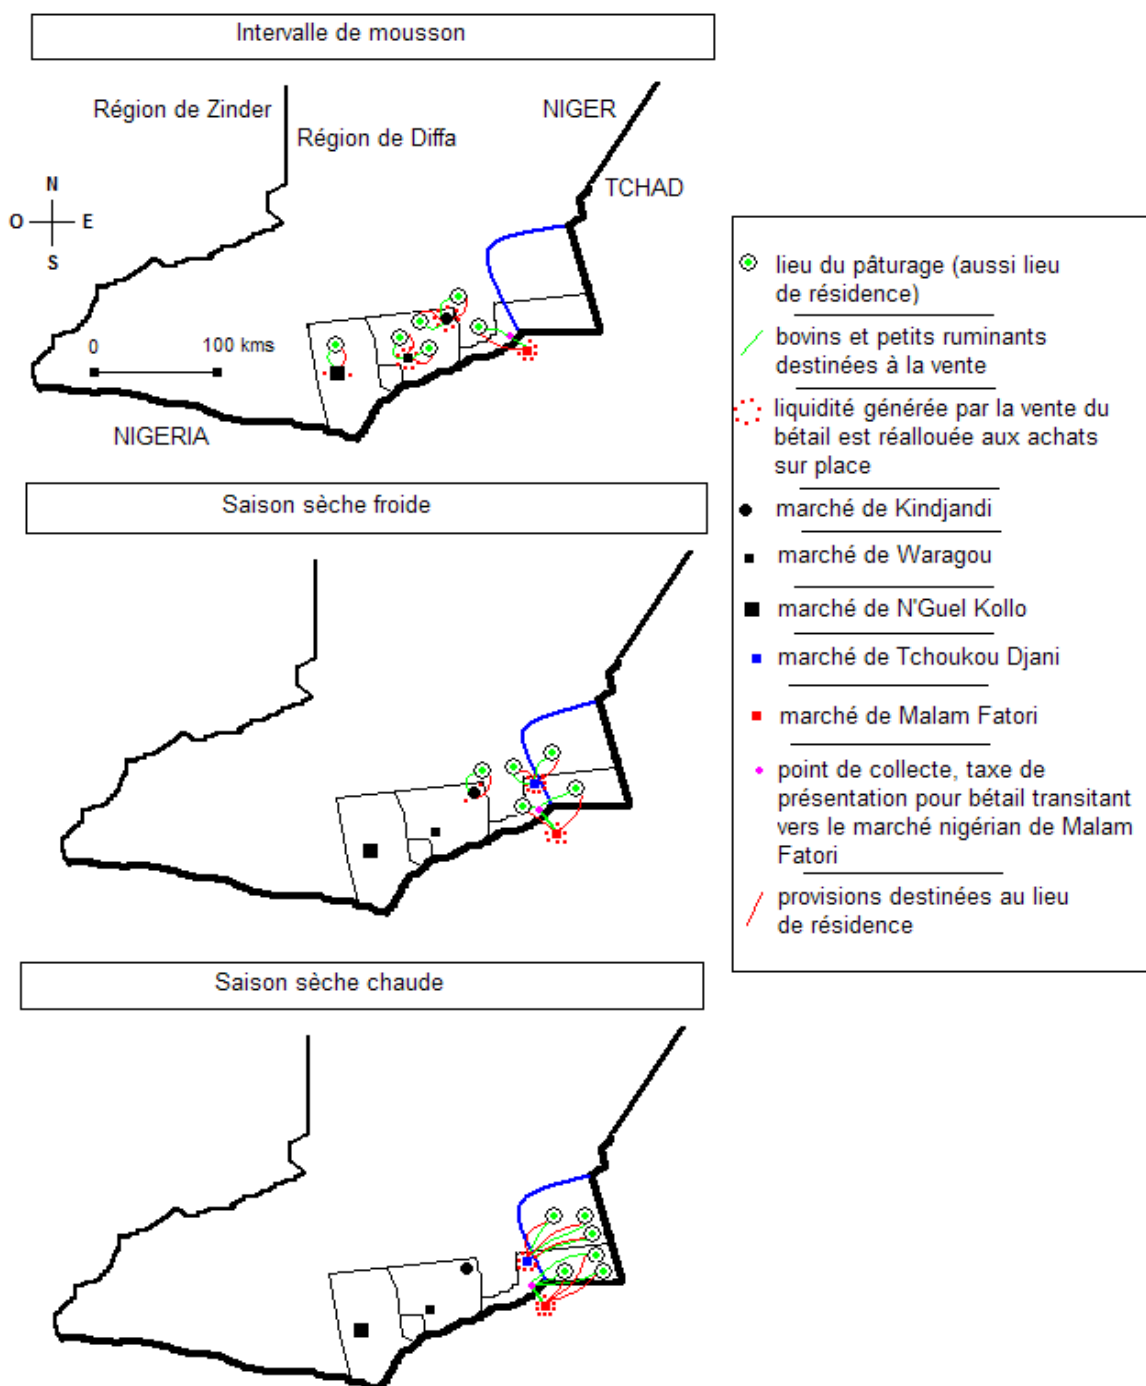 Intervalle de mousson
Région de Zinder
Région de Diffa
NIGER
TCHAD
N
O
E
S
0
100 kms
NIGERIA
Saison sèche froide
Saison sèche chaude
lieu du pâturage (aussi lieu
de résidence)
bovins et petits ruminants
destinées à la vente
liquidité générée par la vente du
bétail est réallouée aux achats
sur place
marché de Kindjandi
marché de Waragou
marché de N'Guel Kollo
marché de Tchoukou Djani
marché de Malam Fatori
point de collecte, taxe de
présentation pour bétail transitant
vers le marché nigérian de Malam
Fatori
provisions destinées au lieu
de résidence